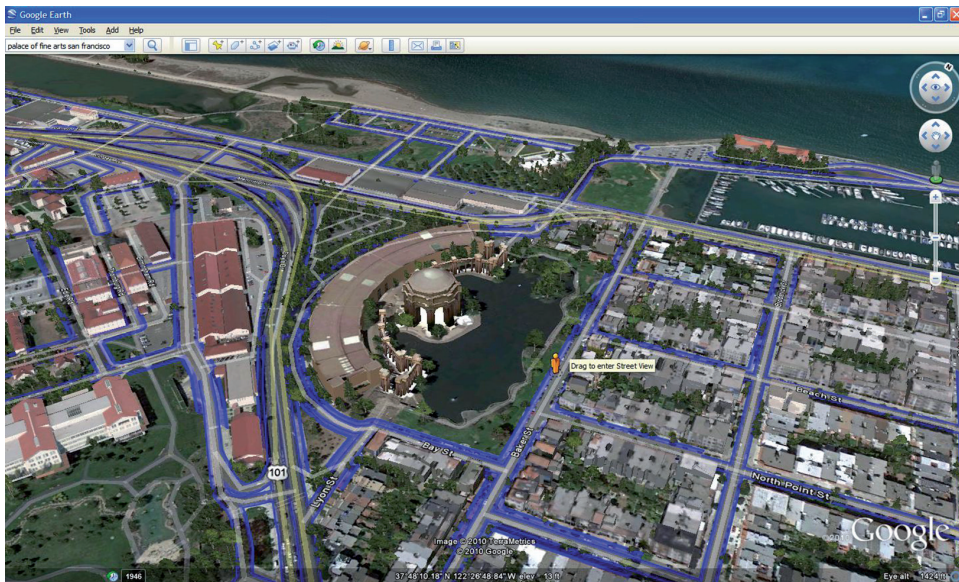 Google Earth
File Edit View Tools Add Help
palace of fine arts san francisco
N
Drag to enter Street View
Beach St
Baker St
Bay St
101
Lyon St
North Point St
Image © 2010 TerraMetrics
© 2010 Google
©2010 Google
1946
37°48'10.18" N 122°26'48.84" W elev 13 ft
Eye alt 1424 ft